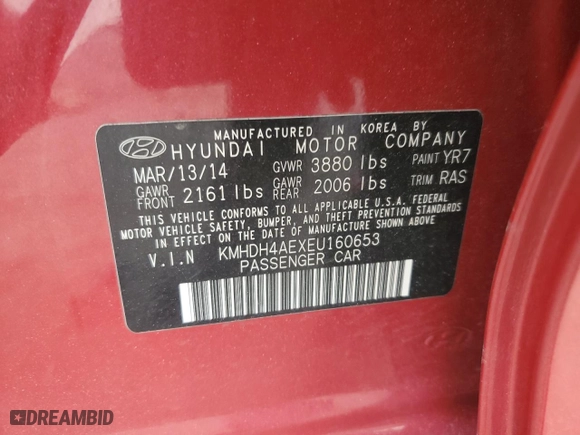 MANUFACTURED IN KOREA BY
HYUNDAI MOTOR COMPANY
MAR/13/14 GVWR 3880 lbs PAINT YR7
GAWR FRONT 2161 lbs GAWR REAR 2006 lbs TRIM RAS
THIS VEHICLE CONFORMS TO ALL APPLICABLE U.S.A. FEDERAL
MOTOR VEHICLE SAFETY, BUMPER, AND THEFT PREVENTION STANDARDS
IN EFFECT ON THE DATE OF MANUFACTURE SHOWN ABOVE.
V.I.N KMHDH4AEXEU160653
PASSENGER CAR
DREAMBID